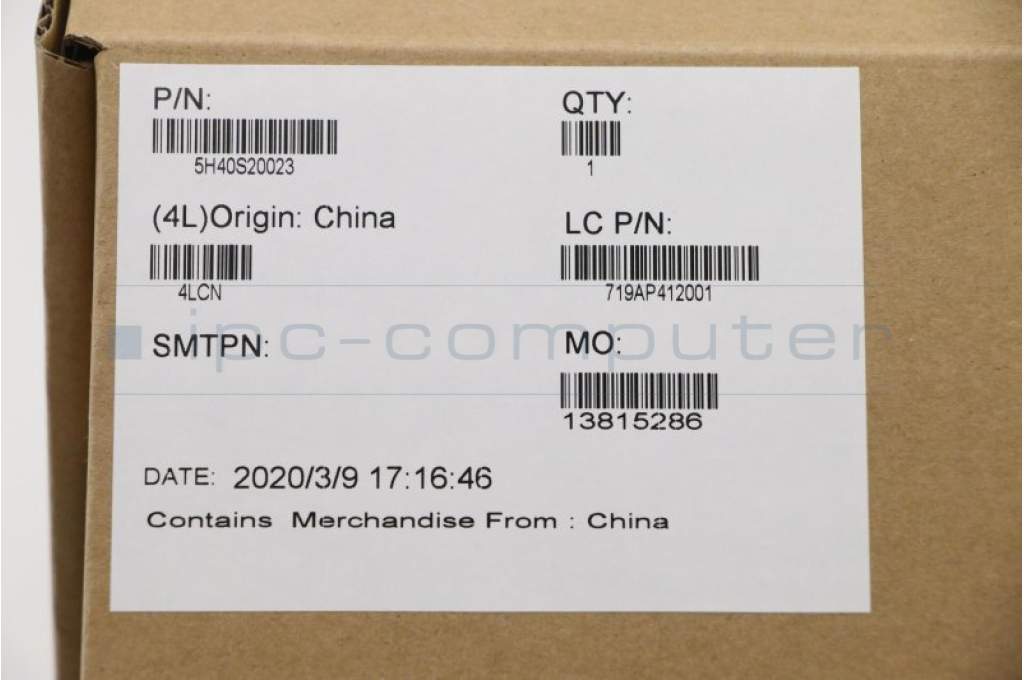 P/N:
5H40S20023
QTY:
1
(4L)Origin: China
4LCN
LC P/N:
719AP412001
ipc-computer
SMTPN:
MO:
13815286
DATE: 2020/3/9 17:16:46
Contains Merchandise From : China